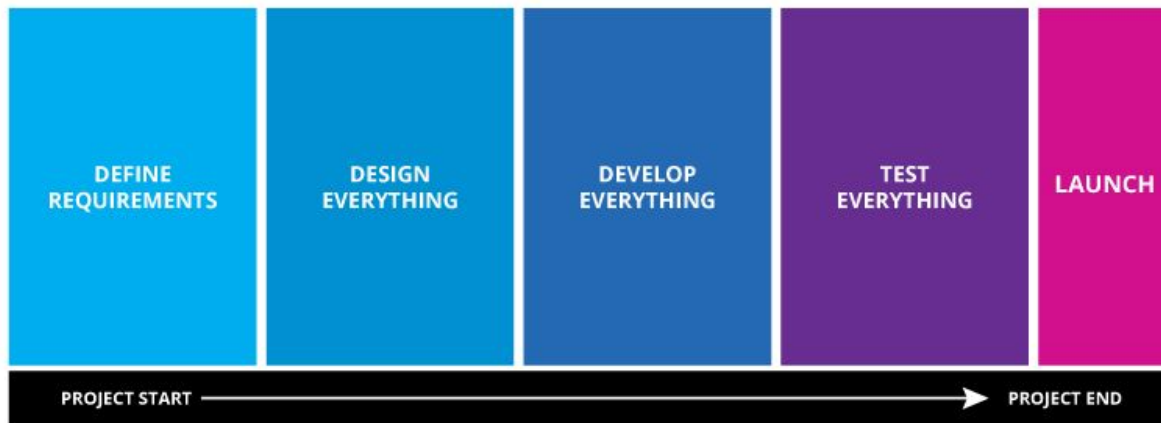 DEFINE
REQUIREMENTS
DESIGN
EVERYTHING
DEVELOP
EVERYTHING
TEST
EVERYTHING
LAUNCH
PROJECT START
PROJECT END